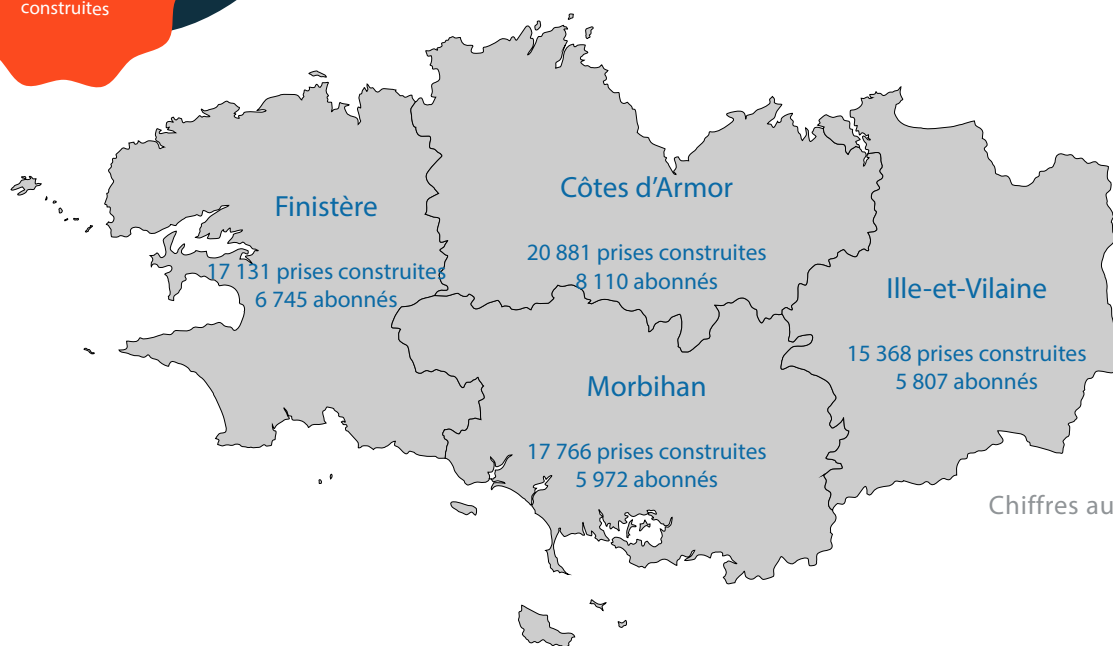 construites
Côtes d'Armor
20 881 prises construites
8 110 abonnés
Finistère
17 131 prises construites
6 745 abonnés
Ille-et-Vilaine
15 368 prises construites
5 807 abonnés
Morbihan
17 766 prises construites
5 972 abonnés
Chiffres au